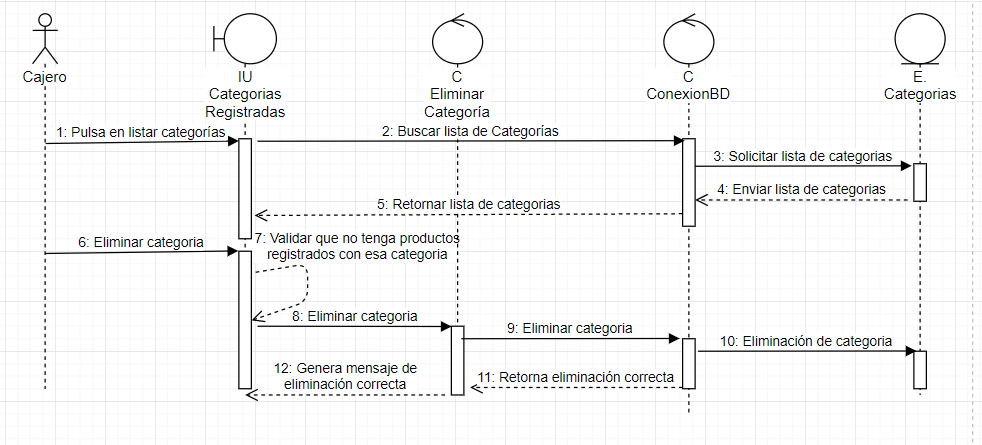 Cajero
IU
Categorias
Registradas
C
Eliminar
Categoría
C
ConexionBD
E.
Categorias
1: Pulsa en listar categorías
2: Buscar lista de Categorías
3: Solicitar lista de categorias
4: Enviar lista de categorias
5: Retornar lista de categorias
6: Eliminar categoria
7: Validar que no tenga productos
registrados con esa categoria
8: Eliminar categoria
9: Eliminar categoria
10: Eliminación de categoria
11: Retorna eliminación correcta
12: Genera mensaje de
eliminación correcta